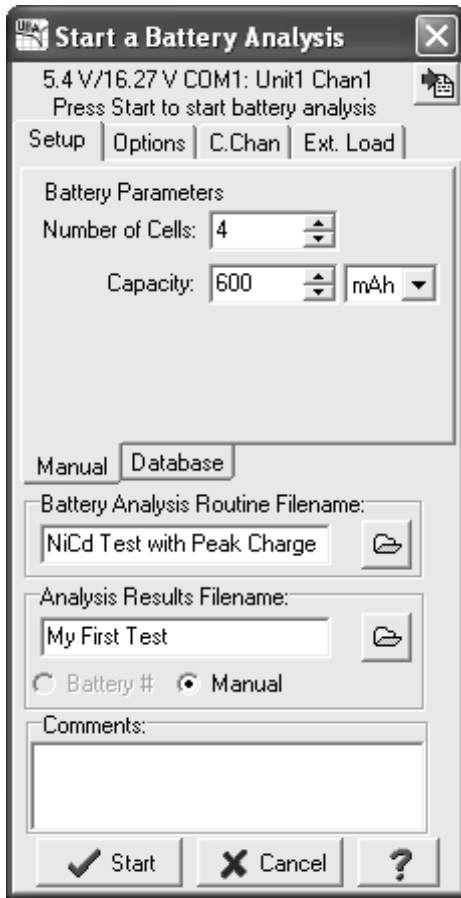 Start a Battery Analysis
5.4 V/16.27 V COM1: Unit1 Chan1
Press Start to start battery analysis
Setup Options C.Chan Ext. Load
Battery Parameters
Number of Cells: 4
Capacity: 600 mAh
Manual Database
Battery Analysis Routine Filename:
NiCd Test with Peak Charge
Analysis Results Filename:
My First Test
Battery # Manual
Comments:
Start Cancel ?